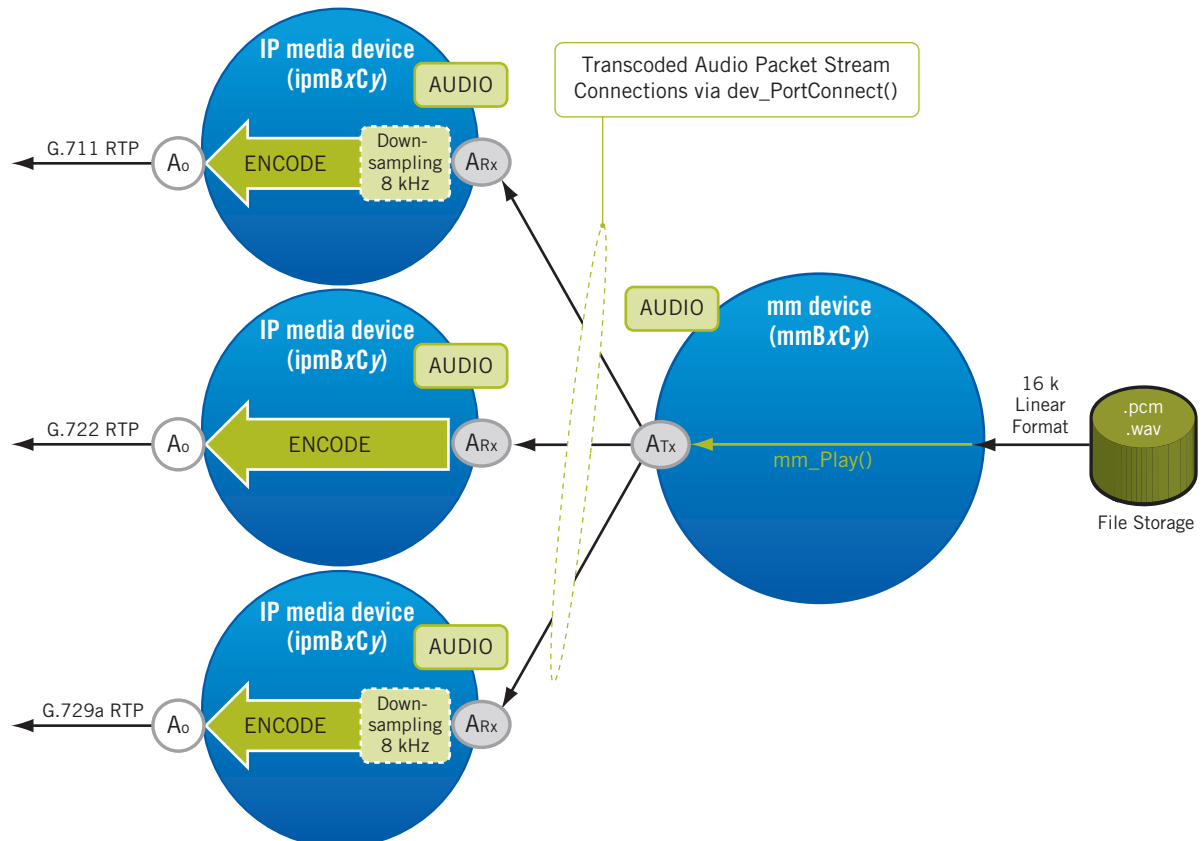 IP media device
(ipmBxCy)
AUDIO
G.711 RTP
Ao
ENCODE
Down-
sampling
8 kHz
ARx
Transcoded Audio Packet Stream
Connections via dev_PortConnect()
IP media device
(ipmBxCy)
AUDIO
G.722 RTP
Ao
ENCODE
ARx
AUDIO
mm device
(mmBxCy)
ATx
mm_Play()
16 k
Linear
Format
.pcm
.wav
File Storage
IP media device
(ipmBxCy)
AUDIO
G.729a RTP
Ao
ENCODE
Down-
sampling
8 kHz
ARx